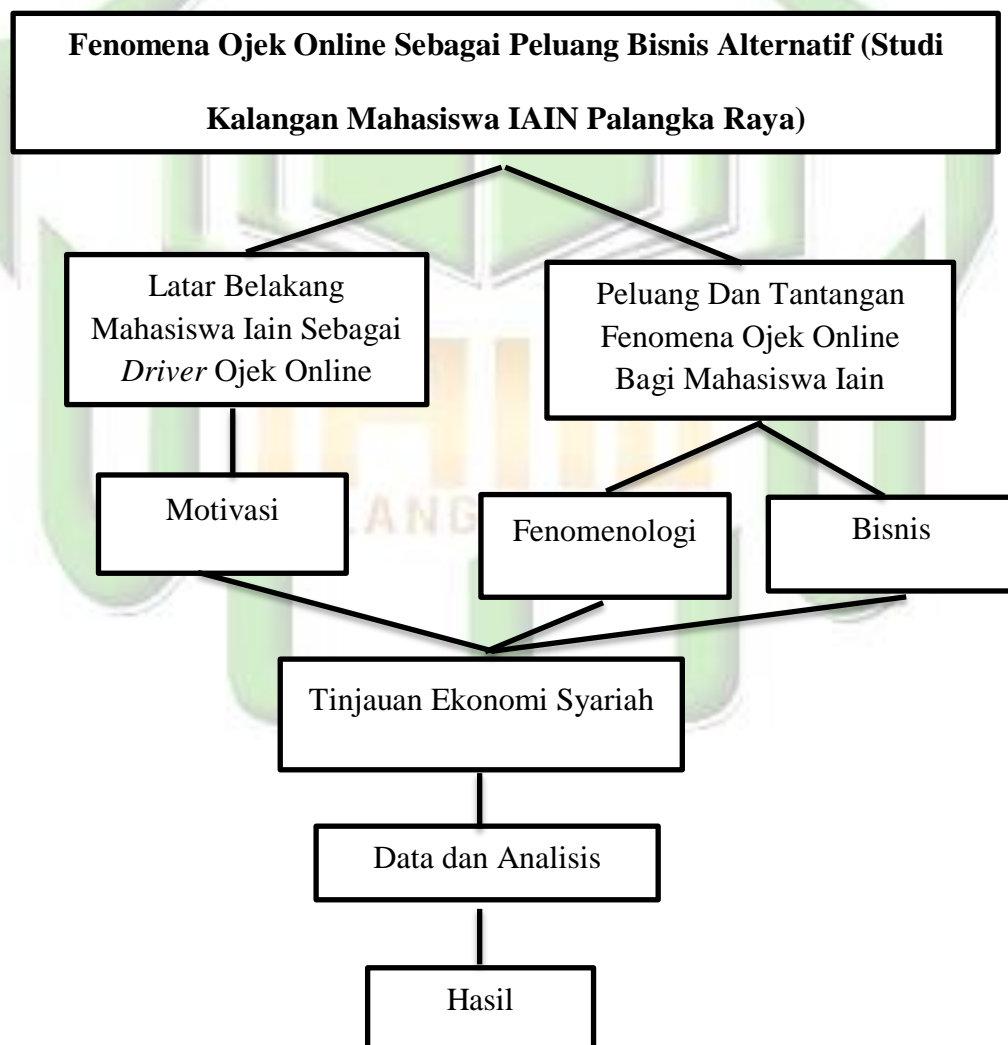 Fenomena Ojek Online Sebagai Peluang Bisnis Alternatif (Studi
Kalangan Mahasiswa IAIN Palangka Raya)
Latar Belakang
Mahasiswa Iain Sebagai
Driver Ojek Online
Peluang Dan Tantangan
Fenomena Ojek Online
Bagi Mahasiswa Iain
Motivasi
Fenomenologi
Bisnis
LANG
Tinjauan Ekonomi Syariah
Data dan Analisis
Hasil